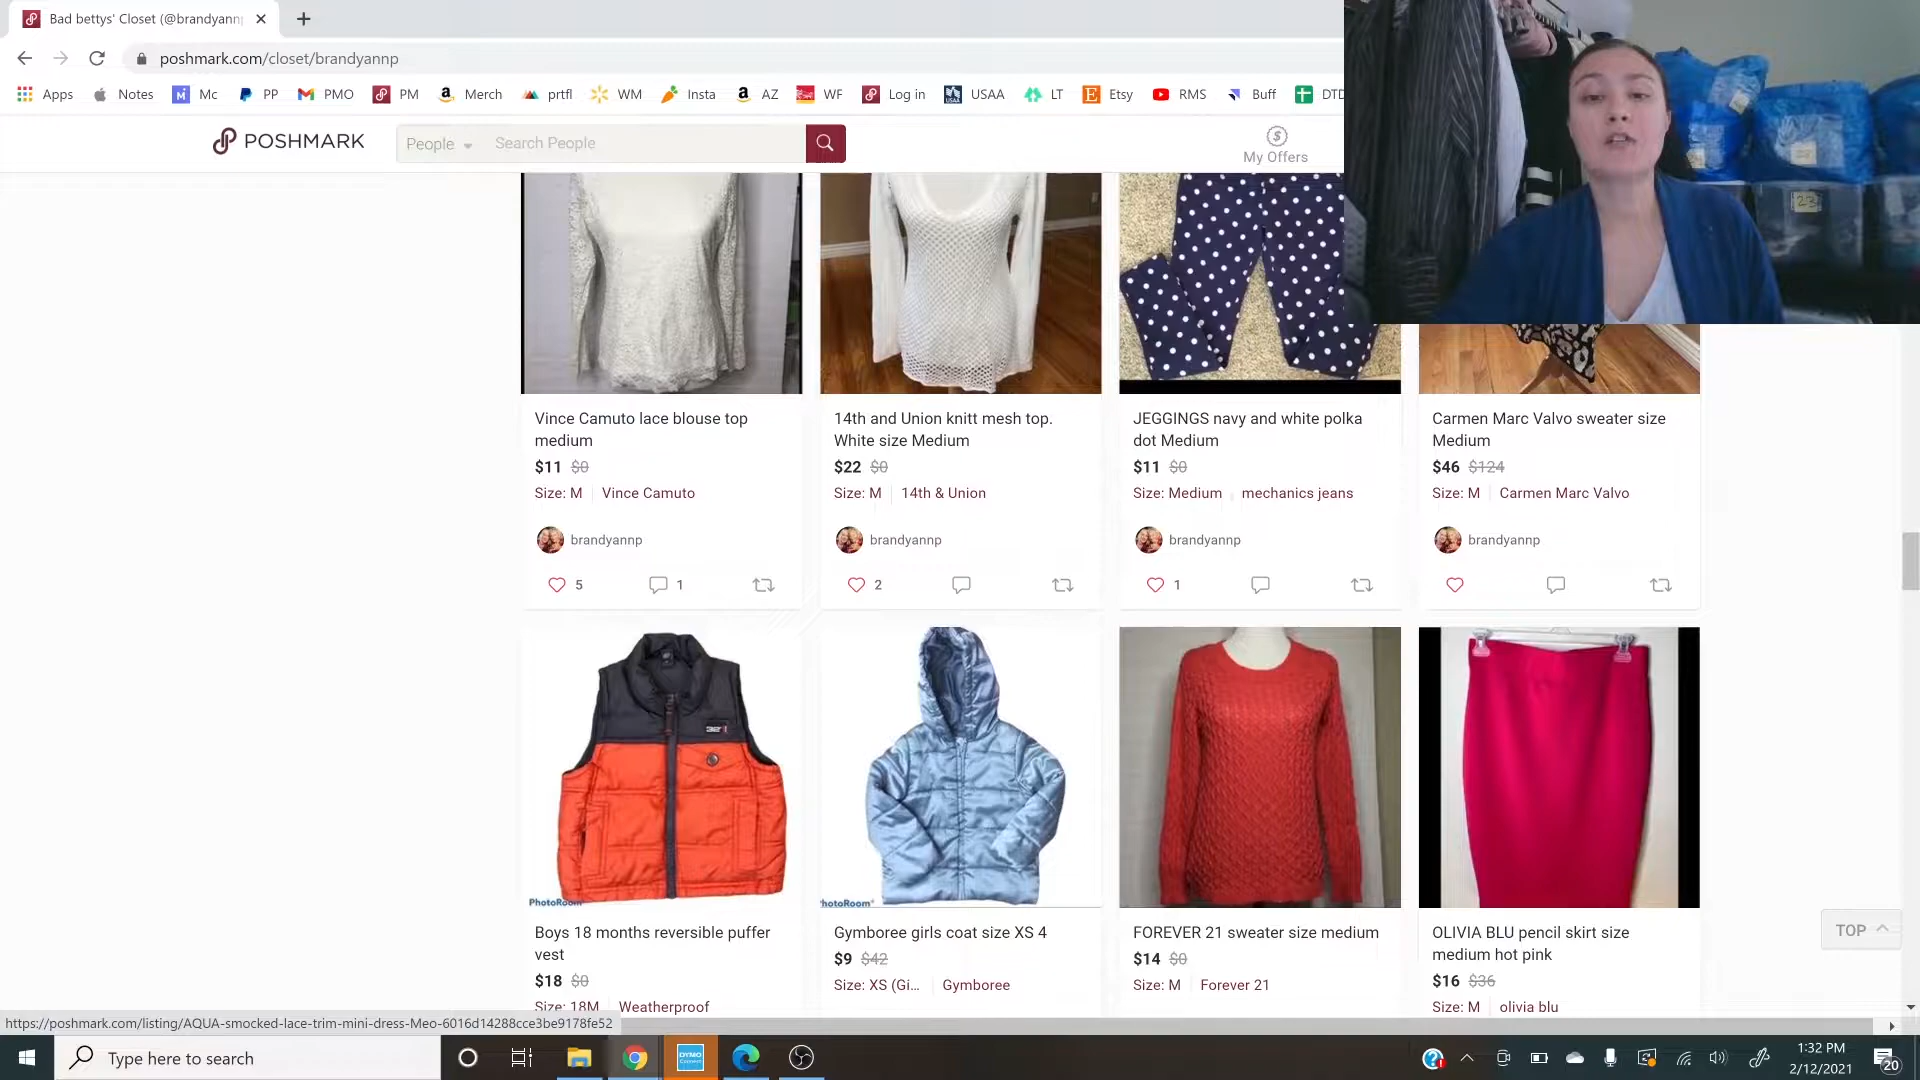 Bad bettys' Closet (@brandyann
poshmark.com/closet/brandyannp
Apps Notes Mc PP PMO PM Merch prtfl WM Insta AZ WF Log in USAA LT Etsy RMS Buff DTD
POSHMARK
People Search People
My Offers
23
Vince Camuto lace blouse top
medium
$11 $0
Size: M Vince Camuto
brandyannp
5 1
14th and Union knitt mesh top.
White size Medium
$22 $0
Size: M 14th & Union
brandyannp
2
JEGGINGS navy and white polka
dot Medium
$11 $0
Size: Medium mechanics jeans
brandyannp
1
Carmen Marc Valvo sweater size
Medium
$46 $124
Size: M Carmen Marc Valvo
brandyannp
PhotoRoom
Boys 18 months reversible puffer
vest
$18 $0
Size: 18M Weatherproof
PhotoRoom
Gymboree girls coat size XS 4
$9 $42
Size: XS (Gi... Gymboree
FOREVER 21 sweater size medium
$14 $0
Size: M Forever 21
OLIVIA BLU pencil skirt size
medium hot pink
$16 $36
Size: M olivia blu
TOP
https://poshmark.com/listing/AQUA-smocked-lace-trim-mini-dress-Meo-6016d14288cce3be9178fe52
Type here to search
DYMO
1:32 PM
2/12/2021
20